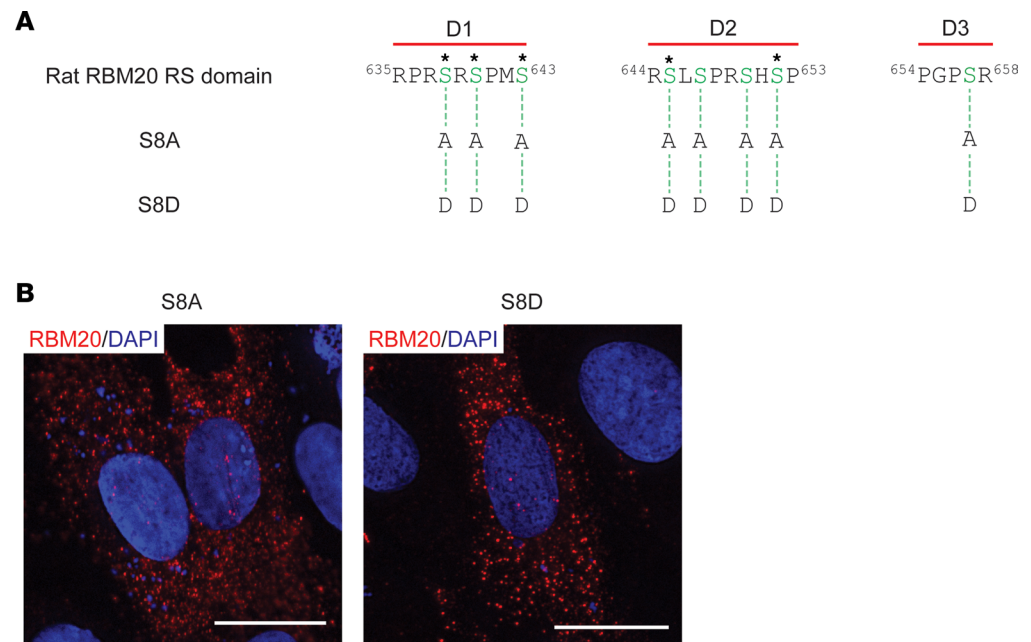 A
D1 D2 D3
* * * * *
Rat RBM20 RS domain 635RPRSRSPMS643 644RSLSPRSHSP653 654PGPSR658
S8A A A A A A A A A
S8D D D D D D D D D
B
S8A S8D
RBM20/DAPI RBM20/DAPI